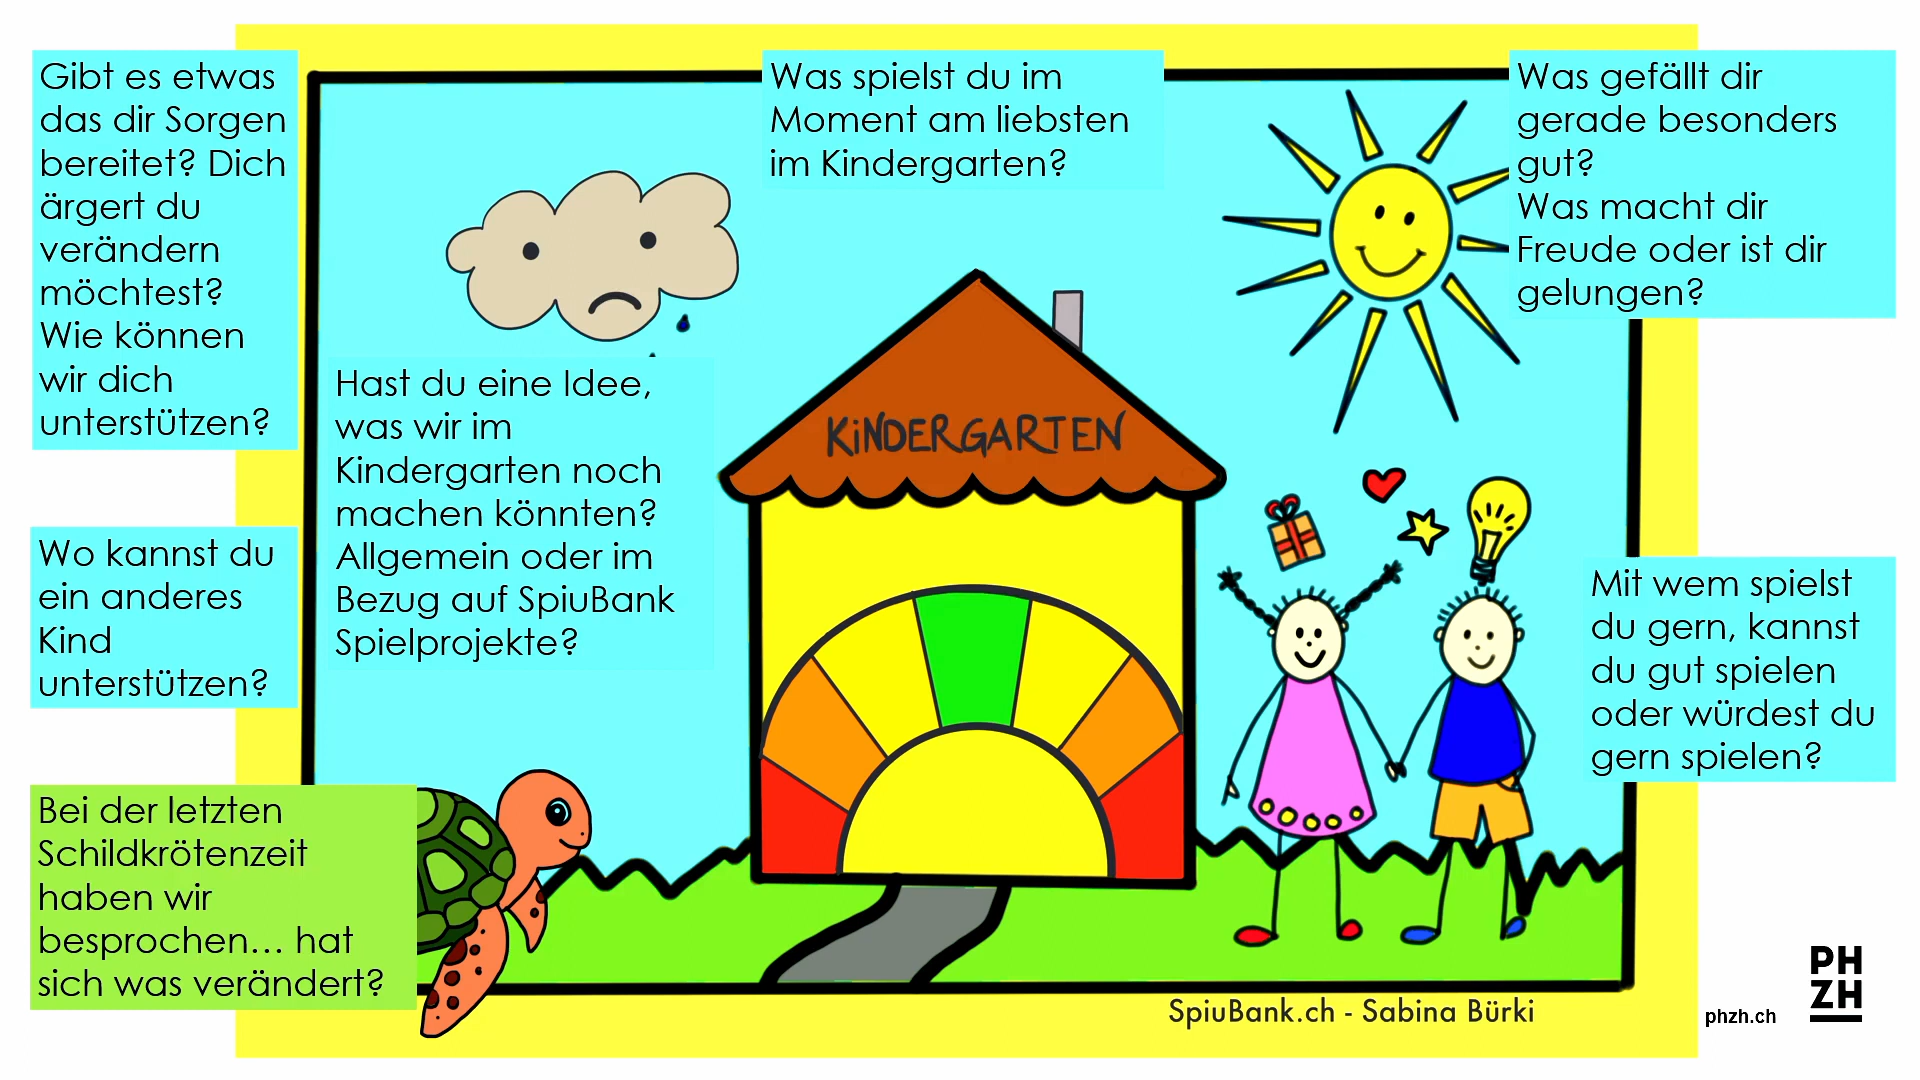 Gibt es etwas
das dir Sorgen
bereitet? Dich
ärgert du
verändern
möchtest?
Wie können
wir dich
unterstützen?
Was spielst du im
Moment am liebsten
im Kindergarten?
Was gefällt dir
gerade besonders
gut?
Was macht dir
Freude oder ist dir
gelungen?
Hast du eine Idee,
was wir im
Kindergarten noch
machen könnten?
Allgemein oder im
Bezug auf SpiuBank
Spielprojekte?
KiNDERGARTEN
Wo kannst du
ein anderes
Kind
unterstützen?
Mit wem spielst
du gern, kannst
du gut spielen
oder würdest du
gern spielen?
Bei der letzten
Schildkrötenzeit
haben wir
besprochen... hat
sich was verändert?
SpiuBank.ch - Sabina Bürki
phzh.ch
PH
ZH